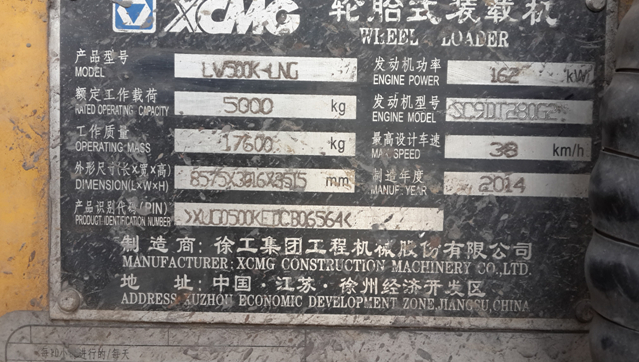 XCMG 轮胎式装载机
WHEEL LOADER
产品型号 MODEL LW500K-LNG
发动机功率 ENGINE POWER 162 kW
额定工作载荷 RATED OPERATING CAPACITY 5000 kg
发动机型号 ENGINE MODEL
工作质量 OPERATING MASS 17600 kg
最高设计车速 MAX. SPEED 38 km/h
外形尺寸(长×宽×高) DIMENSION(L×W×H) mm
制造年度 MANUF. YEAR 2014
产品识别代码(PIN) PRODUCT IDENTIFICATION NUMBER
制造商:徐工集团工程机械股份有限公司
MANUFACTURER: XCMG CONSTRUCTION MACHINERY CO.,LTD.
地 址:中国·江苏·徐州经济开发区
ADDRESS: XUZHOU ECONOMIC DEVELOPMENT ZONE,JIANGSU,CHINA
进行的/每天